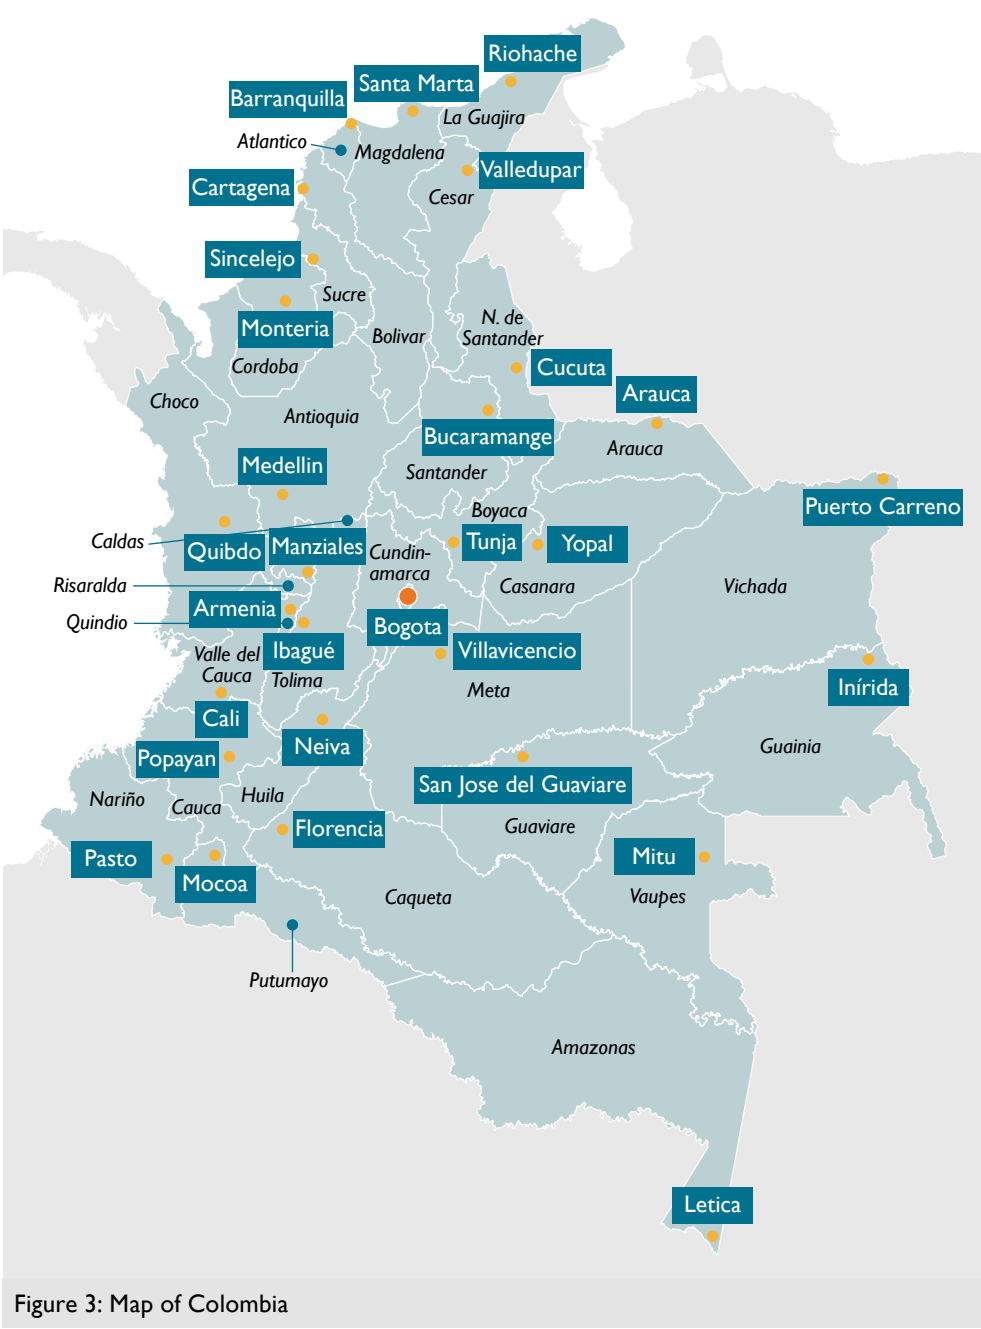 Riohache
Santa Marta
Barranquilla
La Guajira
Atlantico
Magdalena
Valledupar
Cartagena
Cesar
Sincelejo
Sucre
Monteria
N. de
Santander
Bolivar
Cordoba
Cucuta
Arauca
Choco
Antioquia
Bucaramange
Arauca
Medellin
Santander
Puerto Carreno
Boyaca
Caldas
Quibdo
Manziales
Cundin-
amarca
Tunja
Yopal
Risaralda
Casanara
Vichada
Armenia
Quindio
Bogota
Ibagué
Villavicencio
Valle del
Cauca
Tolima
Meta
Inírida
Cali
Neiva
Guainia
Popayan
San Jose del Guaviare
Nariño
Cauca
Huila
Florencia
Guaviare
Pasto
Mitu
Mocoa
Caqueta
Vaupes
Putumayo
Amazonas
Letica
Figure 3: Map of Colombia